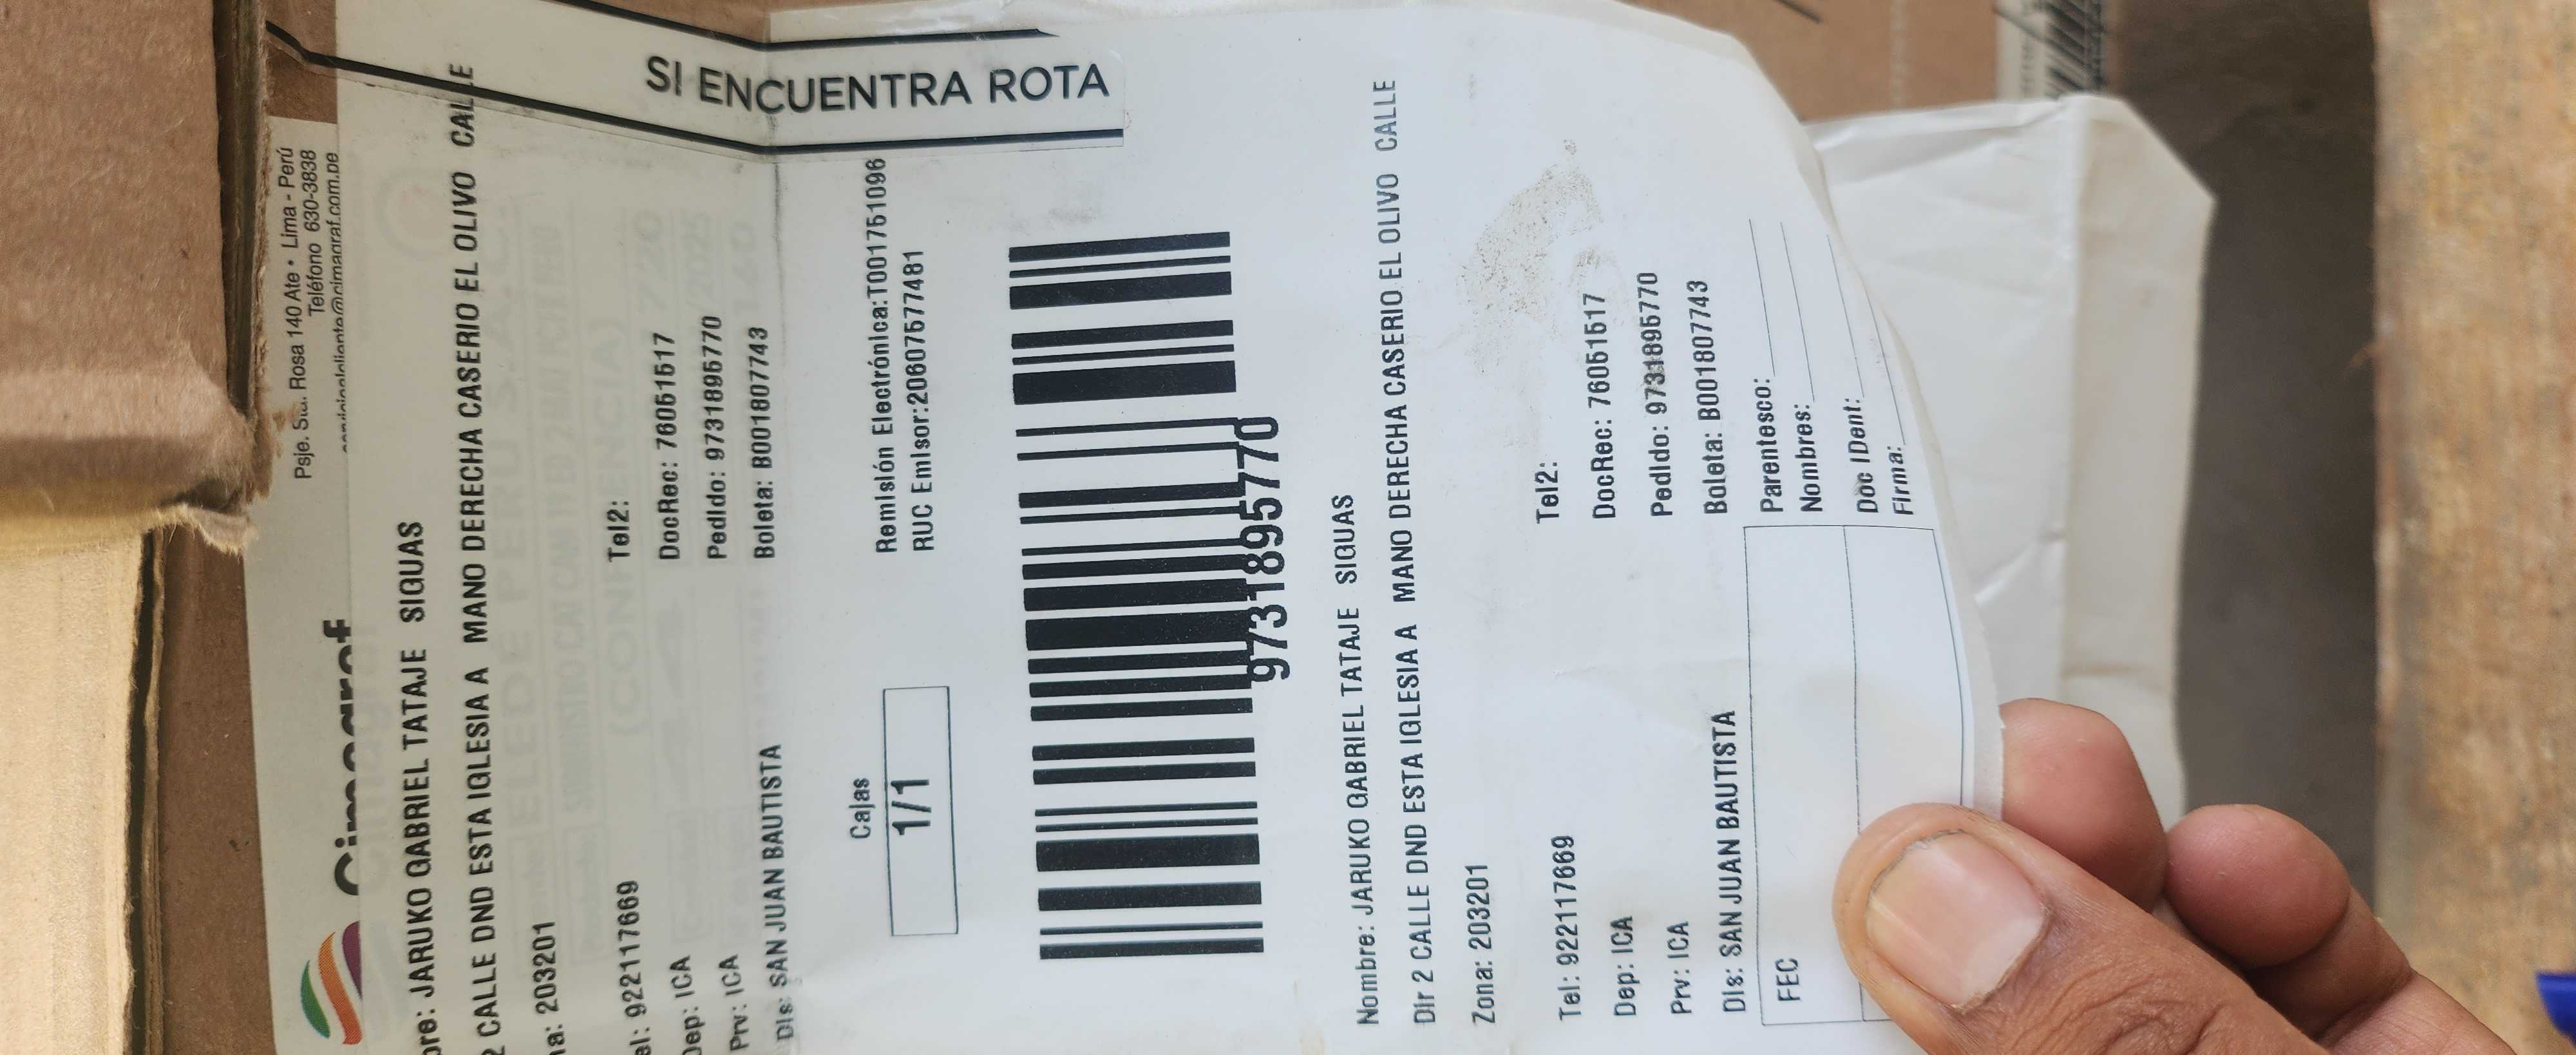 SI ENCUENTRA ROTA
Psje. Sta. Rosa 140 Ate • Lima - Perú
Teléfono 630-3838
Cimagraf
bre: JARUKO GABRIEL TATAJE SIGUAS
2 CALLE DND ESTA IGLESIA A MANO DERECHA CASERIO EL OLIVO CALLE
na: 203201
el: 922117669 Tel2:
Dep: ICA DocRec: 76051517
Prv: ICA Pedido: 9731895770
Dis: SAN JUAN BAUTISTA Boleta: B001807743
Cajas
1/1
Remisión Electrónica:T001751096
RUC Emisor:20607577481
9731895770
Nombre: JARUKO GABRIEL TATAJE SIGUAS
Dir 2 CALLE DND ESTA IGLESIA A MANO DERECHA CASERIO EL OLIVO CALLE
Zona: 203201
Tel: 922117669 Tel2:
Dep: ICA DocRec: 76051517
Prv: ICA Pedido: 9731895770
Dis: SAN JUAN BAUTISTA Boleta: B001807743
FEC
Parentesco:
Nombres:
Doc IDent:
Firma: